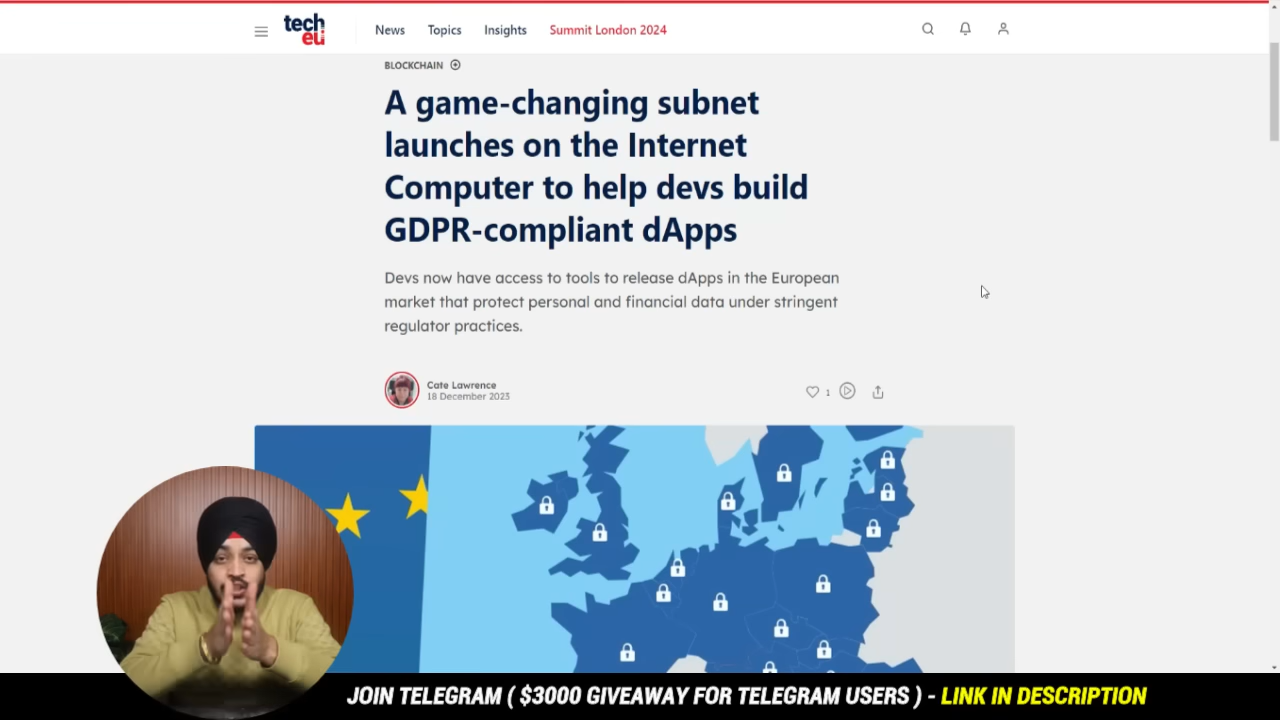 tech
eu
News
Topics
Insights
Summit London 2024
BLOCKCHAIN
A game-changing subnet
launches on the Internet
Computer to help devs build
GDPR-compliant dApps
Devs now have access to tools to release dApps in the European
market that protect personal and financial data under stringent
regulator practices.
Cate Lawrence
18 December 2023
1
JOIN TELEGRAM ( $3000 GIVEAWAY FOR TELEGRAM USERS ) - LINK IN DESCRIPTION